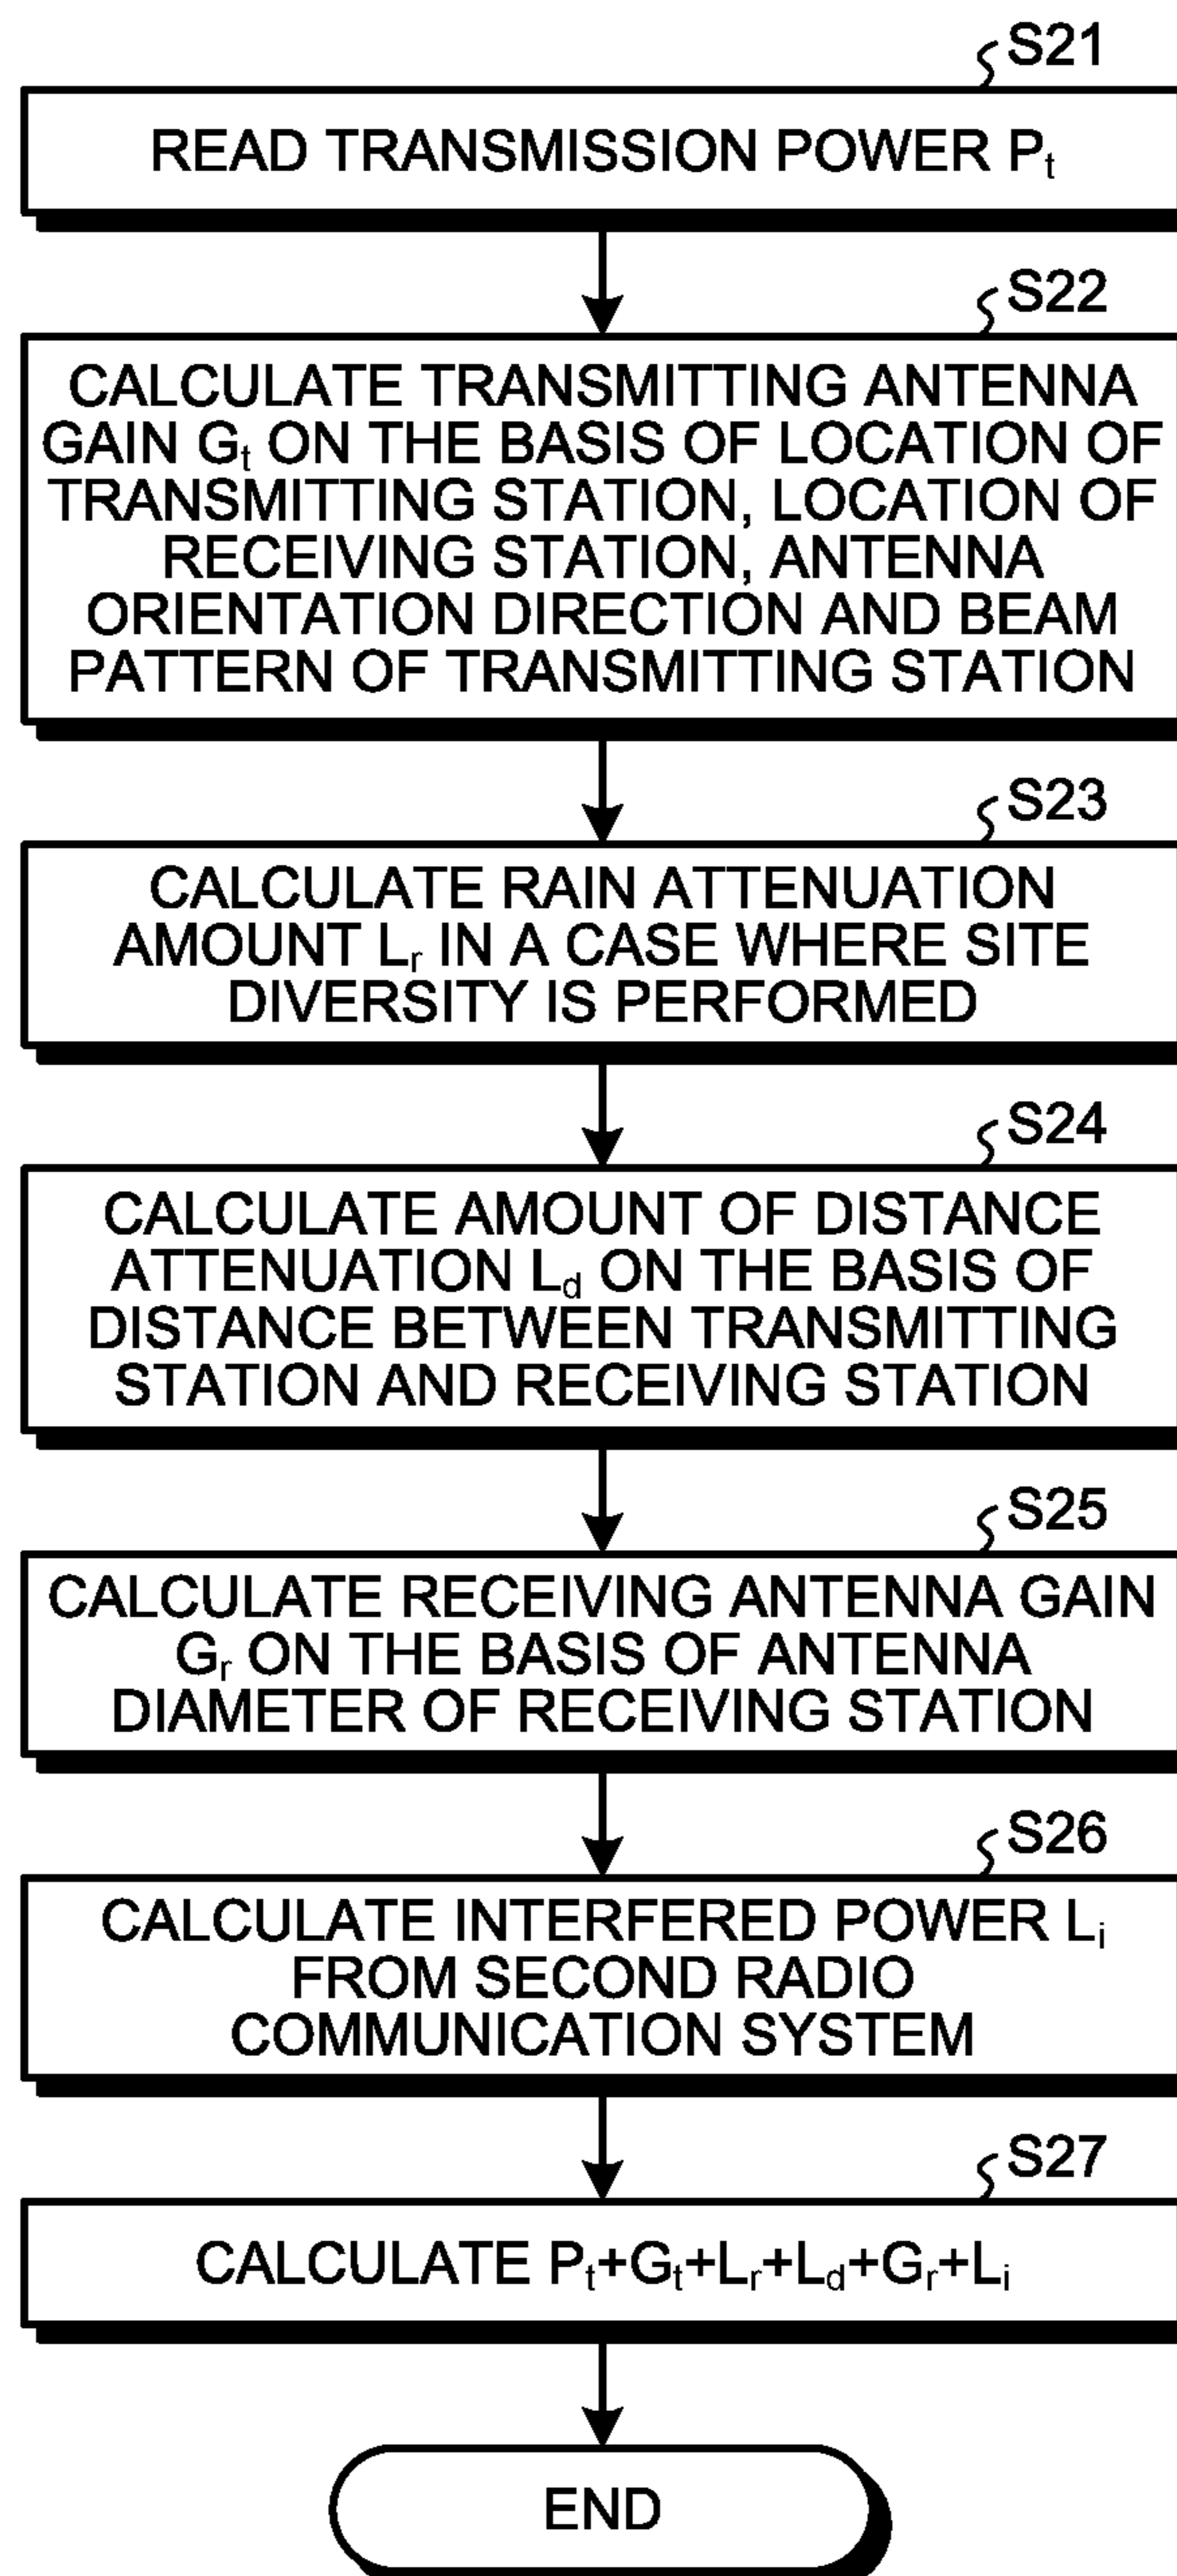 S21
READ TRANSMISSION POWER Pt
S22
CALCULATE TRANSMITTING ANTENNA
GAIN Gt ON THE BASIS OF LOCATION OF
TRANSMITTING STATION, LOCATION OF
RECEIVING STATION, ANTENNA
ORIENTATION DIRECTION AND BEAM
PATTERN OF TRANSMITTING STATION
S23
CALCULATE RAIN ATTENUATION
AMOUNT Lr IN A CASE WHERE SITE
DIVERSITY IS PERFORMED
S24
CALCULATE AMOUNT OF DISTANCE
ATTENUATION Ld ON THE BASIS OF
DISTANCE BETWEEN TRANSMITTING
STATION AND RECEIVING STATION
S25
CALCULATE RECEIVING ANTENNA GAIN
Gr ON THE BASIS OF ANTENNA
DIAMETER OF RECEIVING STATION
S26
CALCULATE INTERFERED POWER Li
FROM SECOND RADIO
COMMUNICATION SYSTEM
S27
CALCULATE Pt+Gt+Lr+Ld+Gr+Li
END